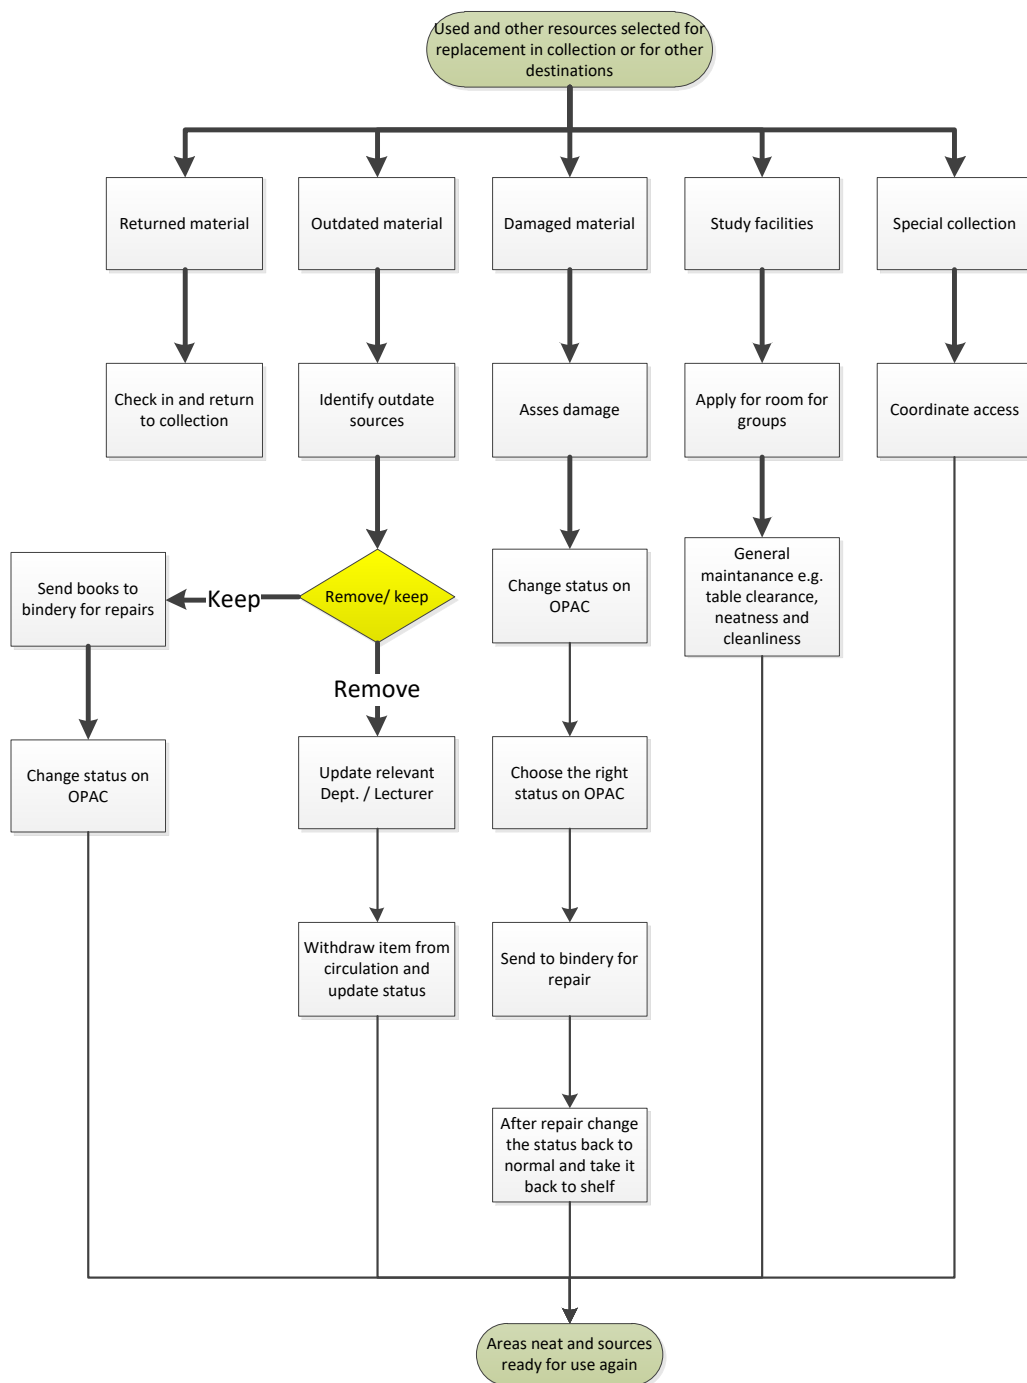 Used and other resources selected for
replacement in collection or for other
destinations
Returned material
Outdated material
Damaged material
Study facilities
Special collection
Check in and return
to collection
Identify outdate
sources
Asses damage
Apply for room for
groups
Coordinate access
Send books to
bindery for repairs
Keep
Remove/ keep
Change status on
OPAC
General
maintanance e.g.
table clearance,
neatness and
cleanliness
Remove
Change status on
OPAC
Update relevant
Dept. / Lecturer
Choose the right
status on OPAC
Withdraw item from
circulation and
update status
Send to bindery for
repair
After repair change
the status back to
normal and take it
back to shelf
Areas neat and sources
ready for use again